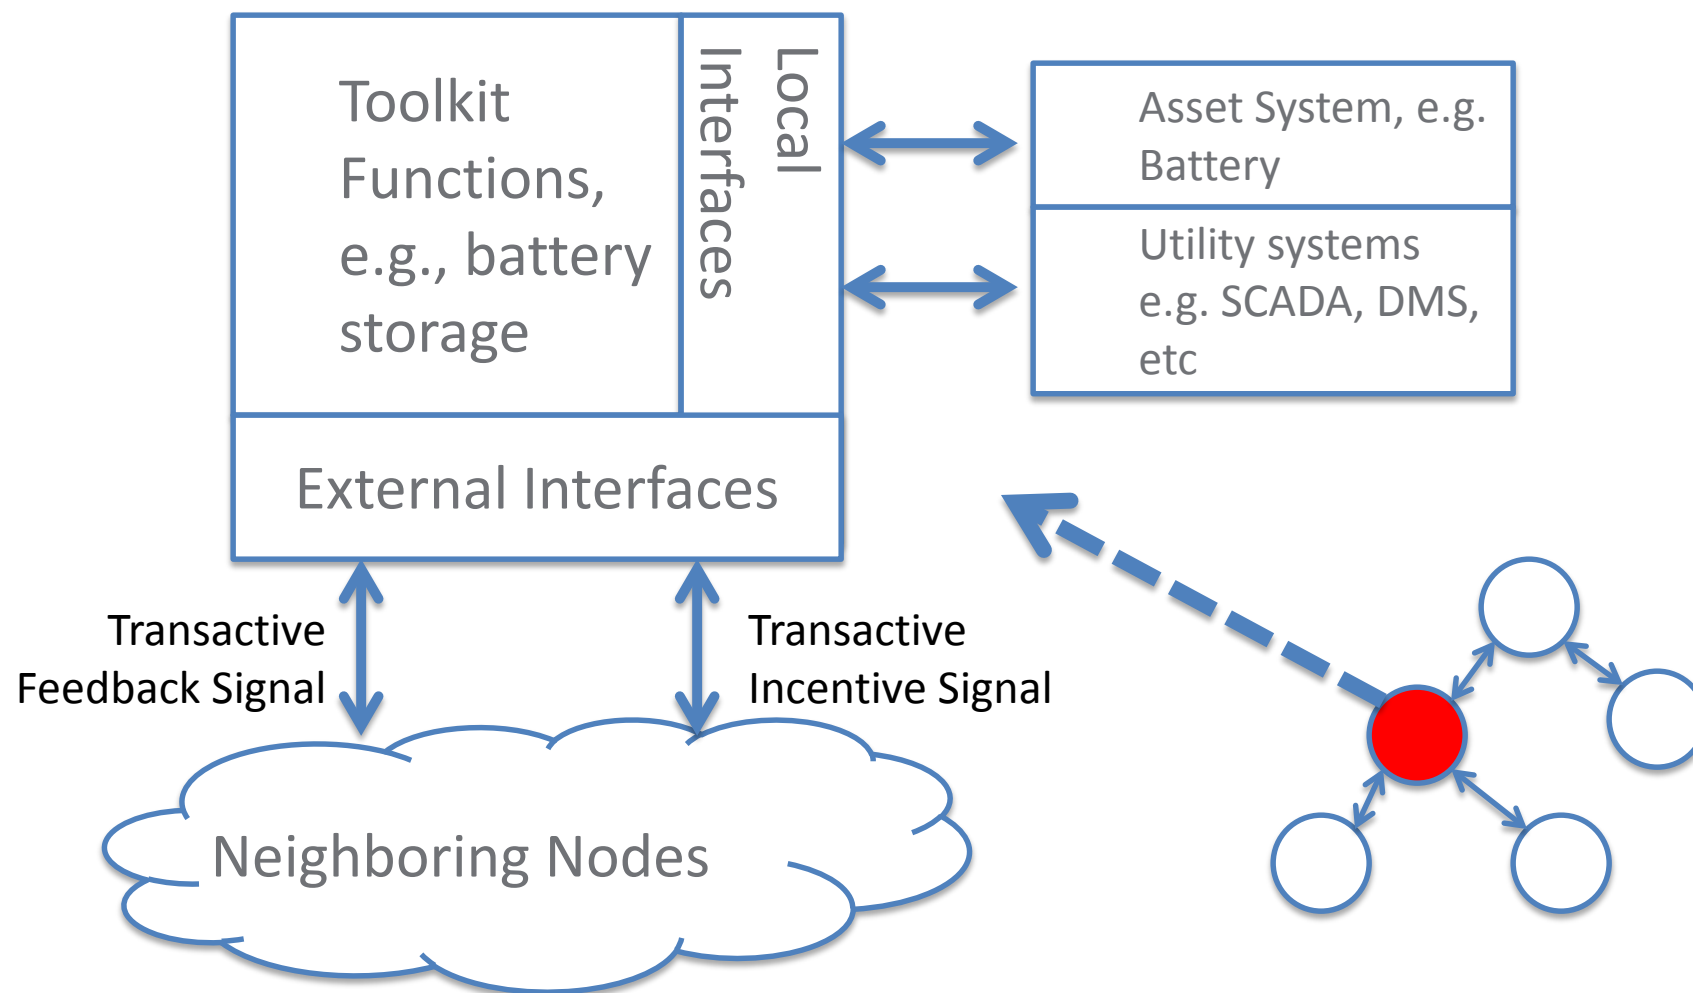 Toolkit
Functions,
e.g., battery
storage
Local
Interfaces
Asset System, e.g.
Battery
Utility systems
e.g. SCADA, DMS,
etc
External Interfaces
Transactive
Feedback Signal
Transactive
Incentive Signal
Neighboring Nodes